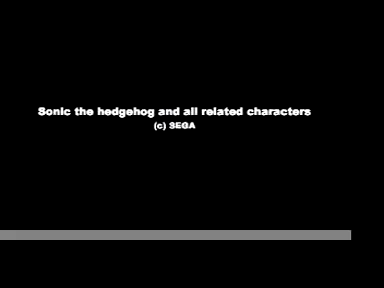 Sonic the hedgehog and all related characters
(c) SEGA